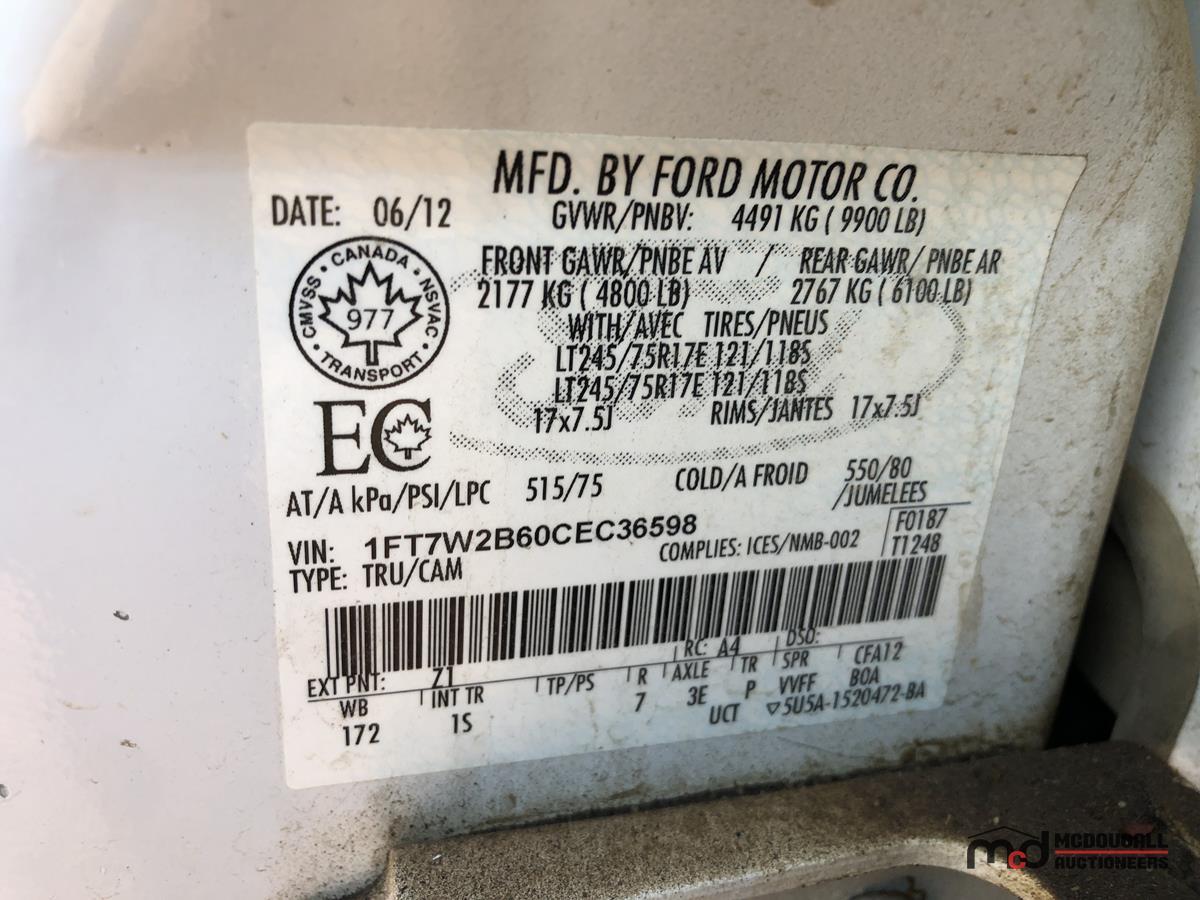 MFD. BY FORD MOTOR CO.
DATE: 06/12 GVWR/PNBV: 4491 KG ( 9900 LB)
FRONT GAWR/PNBE AV / REAR GAWR/ PNBE AR
2177 KG ( 4800 LB) 2767 KG ( 6100 LB)
WITH/AVEC TIRES/PNEUS
LT245/75R17E 121/118S
LT245/75R17E 121/118S
17x7.5J RIMS/JANTES 17x7.5J
CMVSS • CANADA • NSVAC • TRANSPORT •
977
EC
AT/A kPa/PSI/LPC 515/75 COLD/A FROID 550/80
/JUMELEES
VIN: 1FT7W2B60CEC36598 COMPLIES: ICES/NMB-002 F0187
TYPE: TRU/CAM T1248
EXT PNT: Z1 RC: A4 DSO:
WB INT TR TP/PS R AXLE TR SPR CFA12
172 1S 7 3E P VVFF BOA
UCT ▽5U5A-1520472-BA
mcd MCDOUGALL
AUCTIONEERS